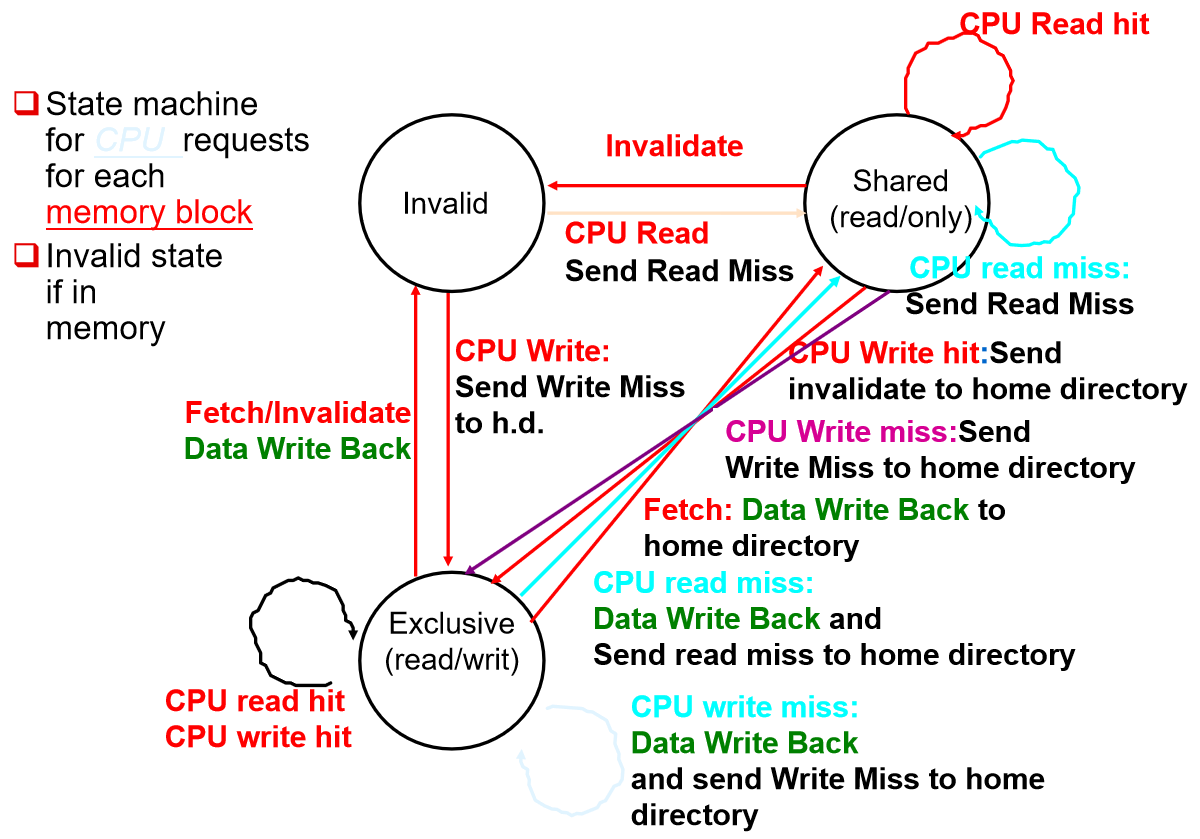 CPU Read hit
State machine
for CPU requests
for each
memory block
Invalid state
if in
memory
Invalid
Invalidate
Shared
(read/only)
CPU Read
Send Read Miss
CPU read miss:
Send Read Miss
CPU Write:
Send Write Miss
to h.d.
CPU Write hit:Send
invalidate to home directory
Fetch/Invalidate
Data Write Back
CPU Write miss:Send
Write Miss to home directory
Fetch: Data Write Back to
home directory
CPU read miss:
Data Write Back and
Send read miss to home directory
Exclusive
(read/writ)
CPU read hit
CPU write hit
CPU write miss:
Data Write Back
and send Write Miss to home
directory